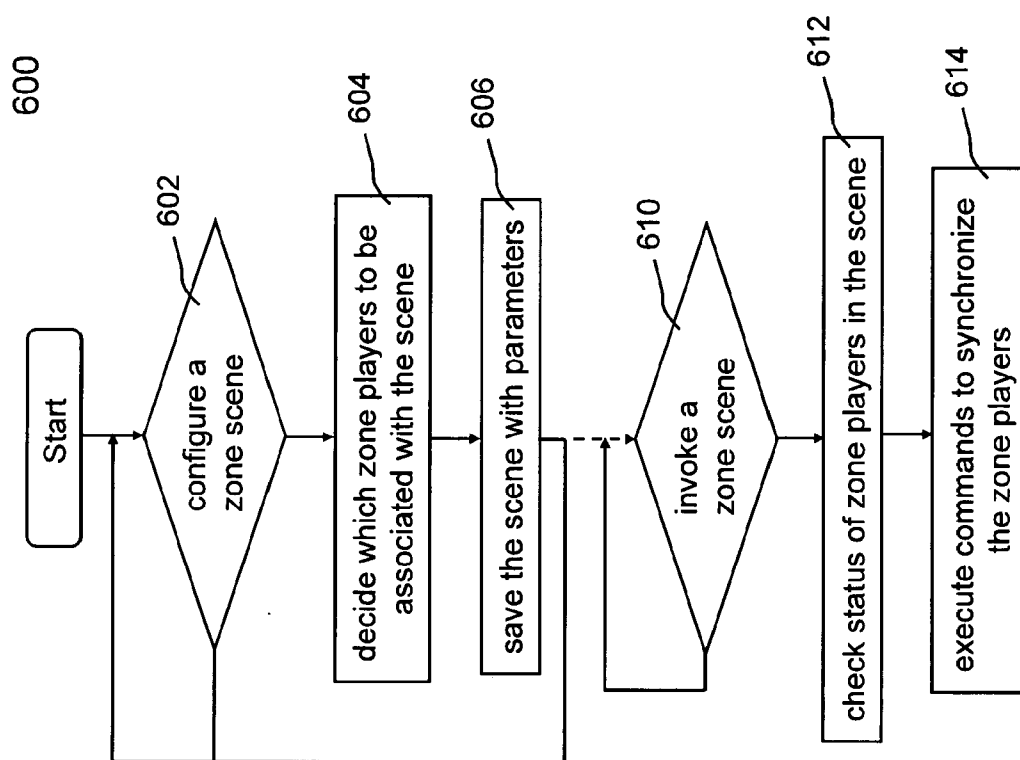 600
Start
602
configure a
zone scene
604
decide which zone players to be
associated with the scene
606
save the scene with parameters
610
invoke a
zone scene
612
check status of zone players in the scene
614
execute commands to synchronize
the zone players